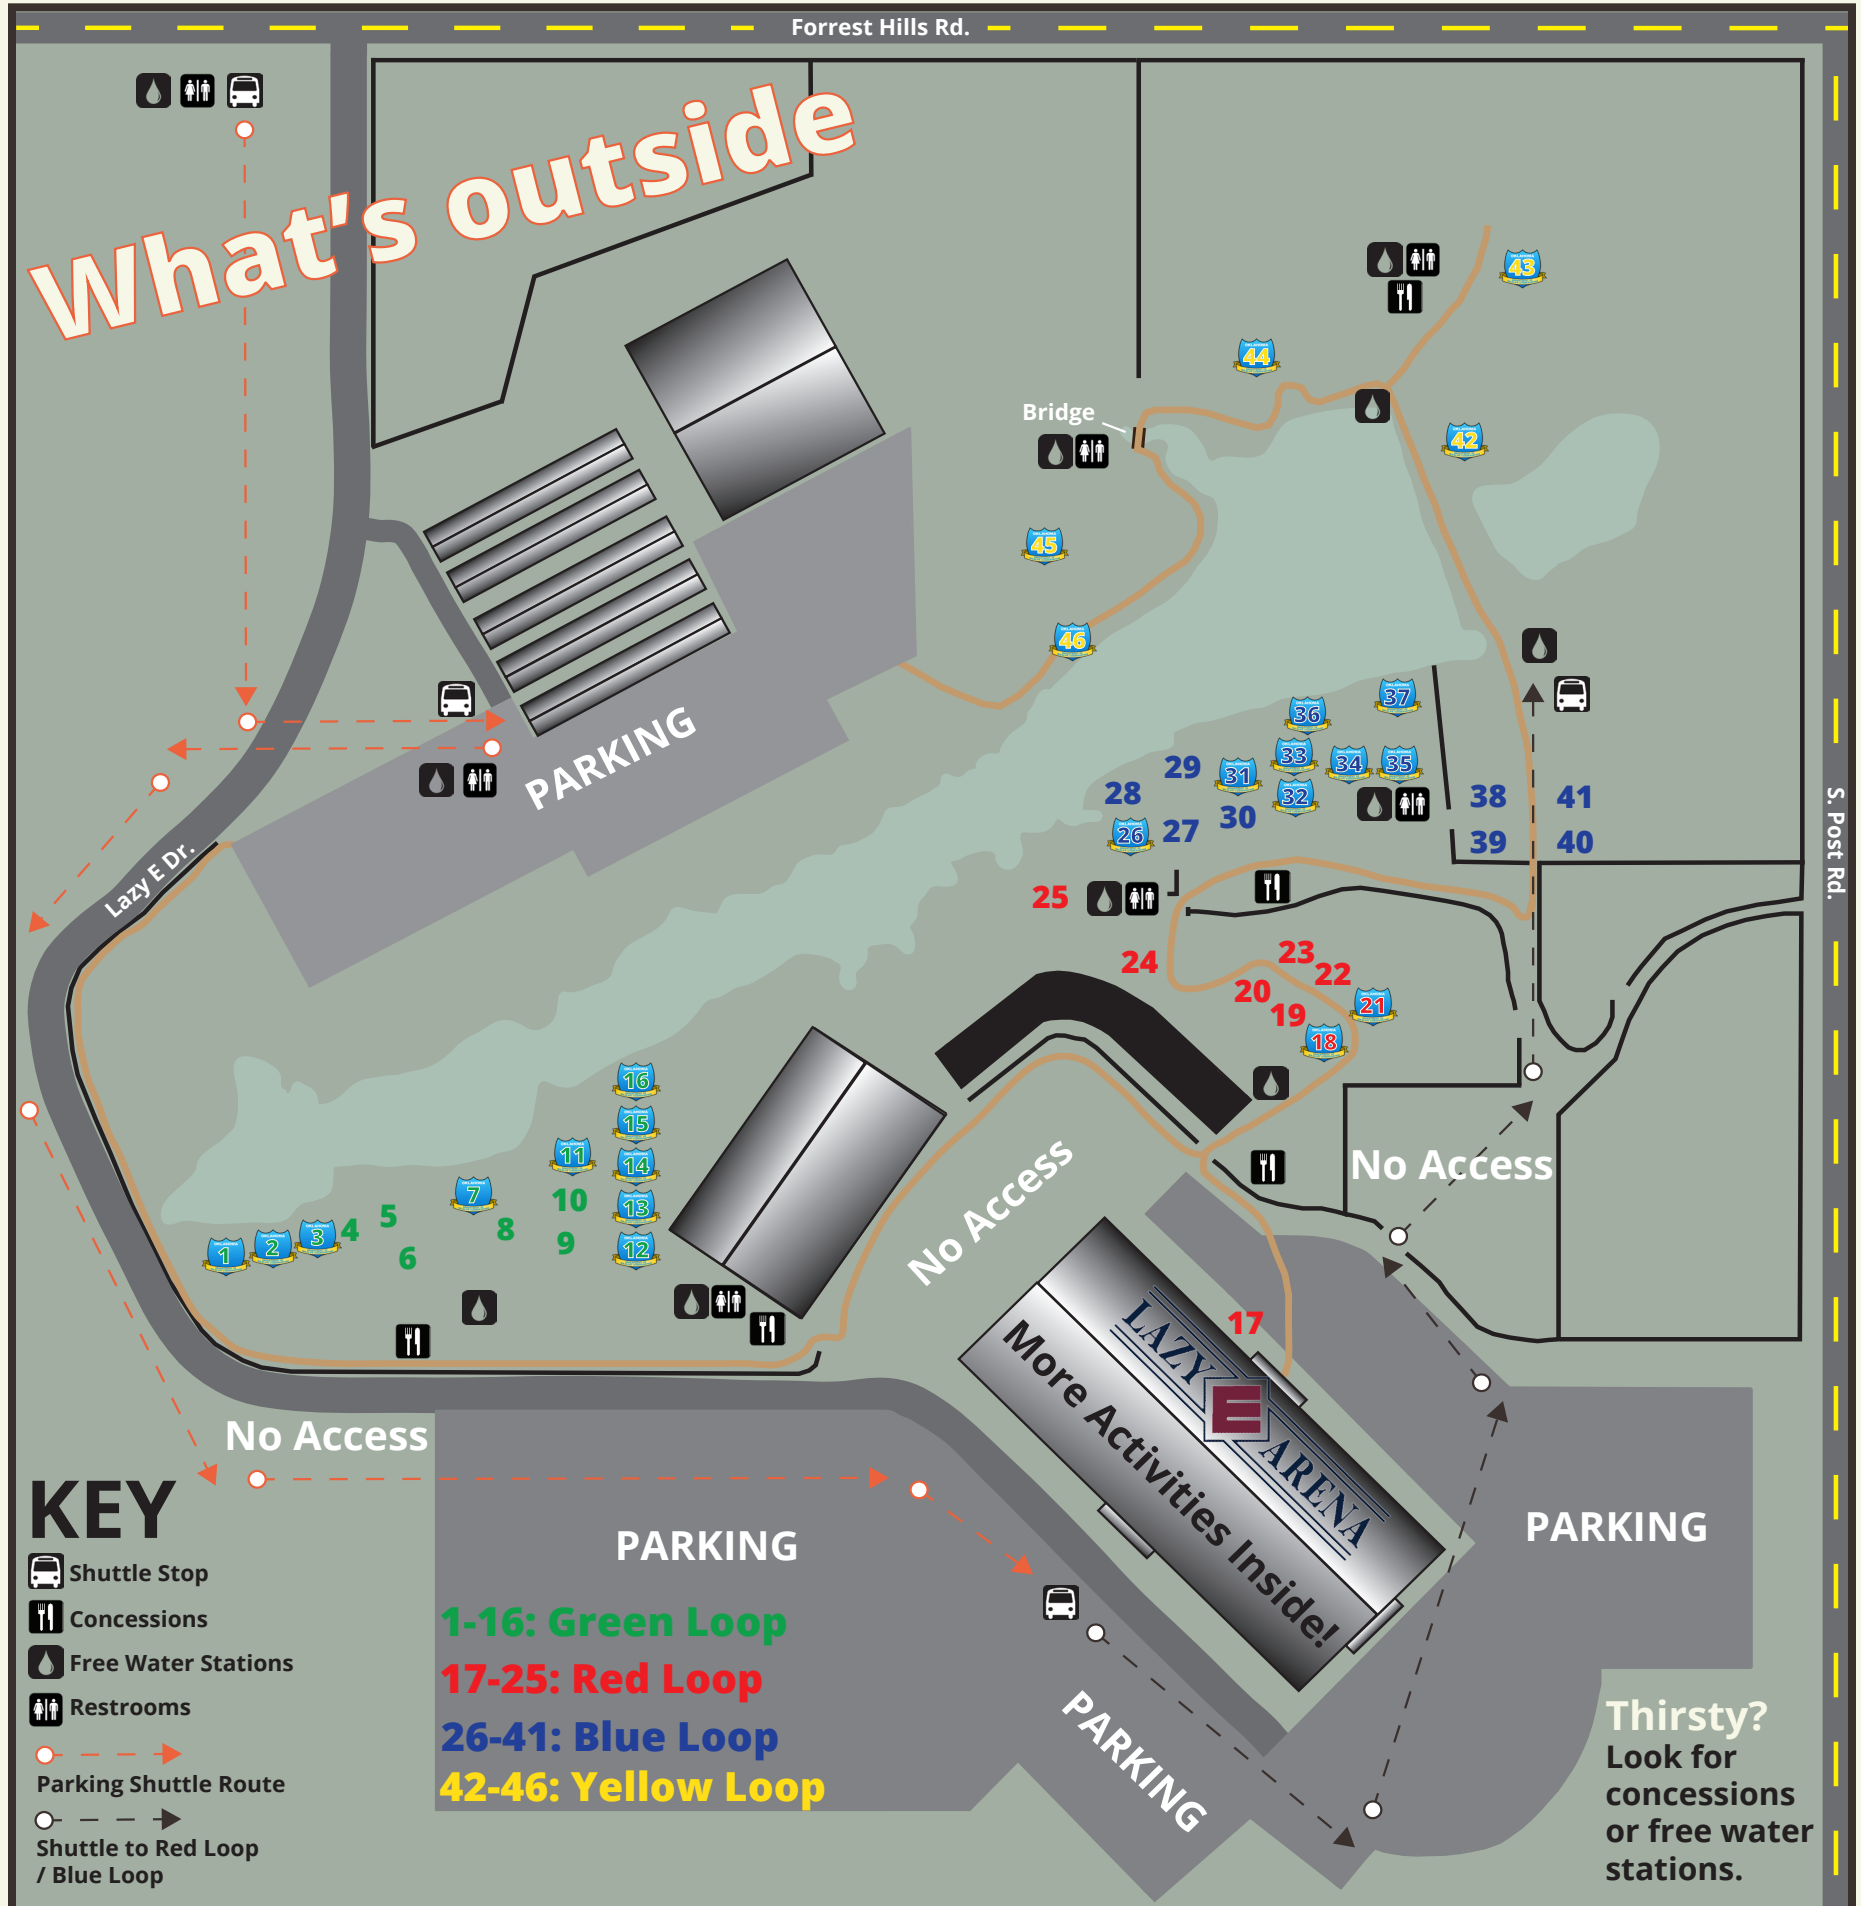 Forrest Hills Rd.
What's outside
43
44
Bridge
42
45
46
37
36
PARKING
29
33
31
34
35
28
32
38
41
30
26
27
39
40
S. Post Rd.
Lazy E Dr.
25
23
24
22
20
21
19
18
16
15
11
14
No Access
No Access
7
10
13
5
4
8
3
9
12
2
1
6
17
LAZY
E
ARENA
More Activities Inside!
No Access
KEY
Shuttle Stop
Concessions
Free Water Stations
Restrooms
Parking Shuttle Route
Shuttle to Red Loop
/ Blue Loop
PARKING
1-16: Green Loop
17-25: Red Loop
26-41: Blue Loop
42-46: Yellow Loop
PARKING
PARKING
Thirsty?
Look for
concessions
or free water
stations.